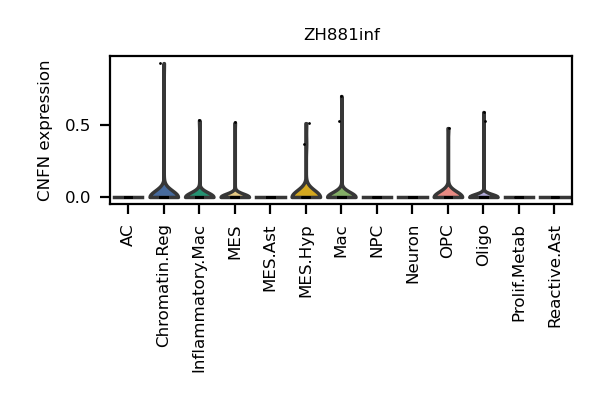 ZH881inf
CNFN expression
0.5
0.0
AC
Chromatin.Reg
Inflammatory.Mac
MES
MES.Ast
MES.Hyp
Mac
NPC
Neuron
OPC
Oligo
Prolif.Metab
Reactive.Ast